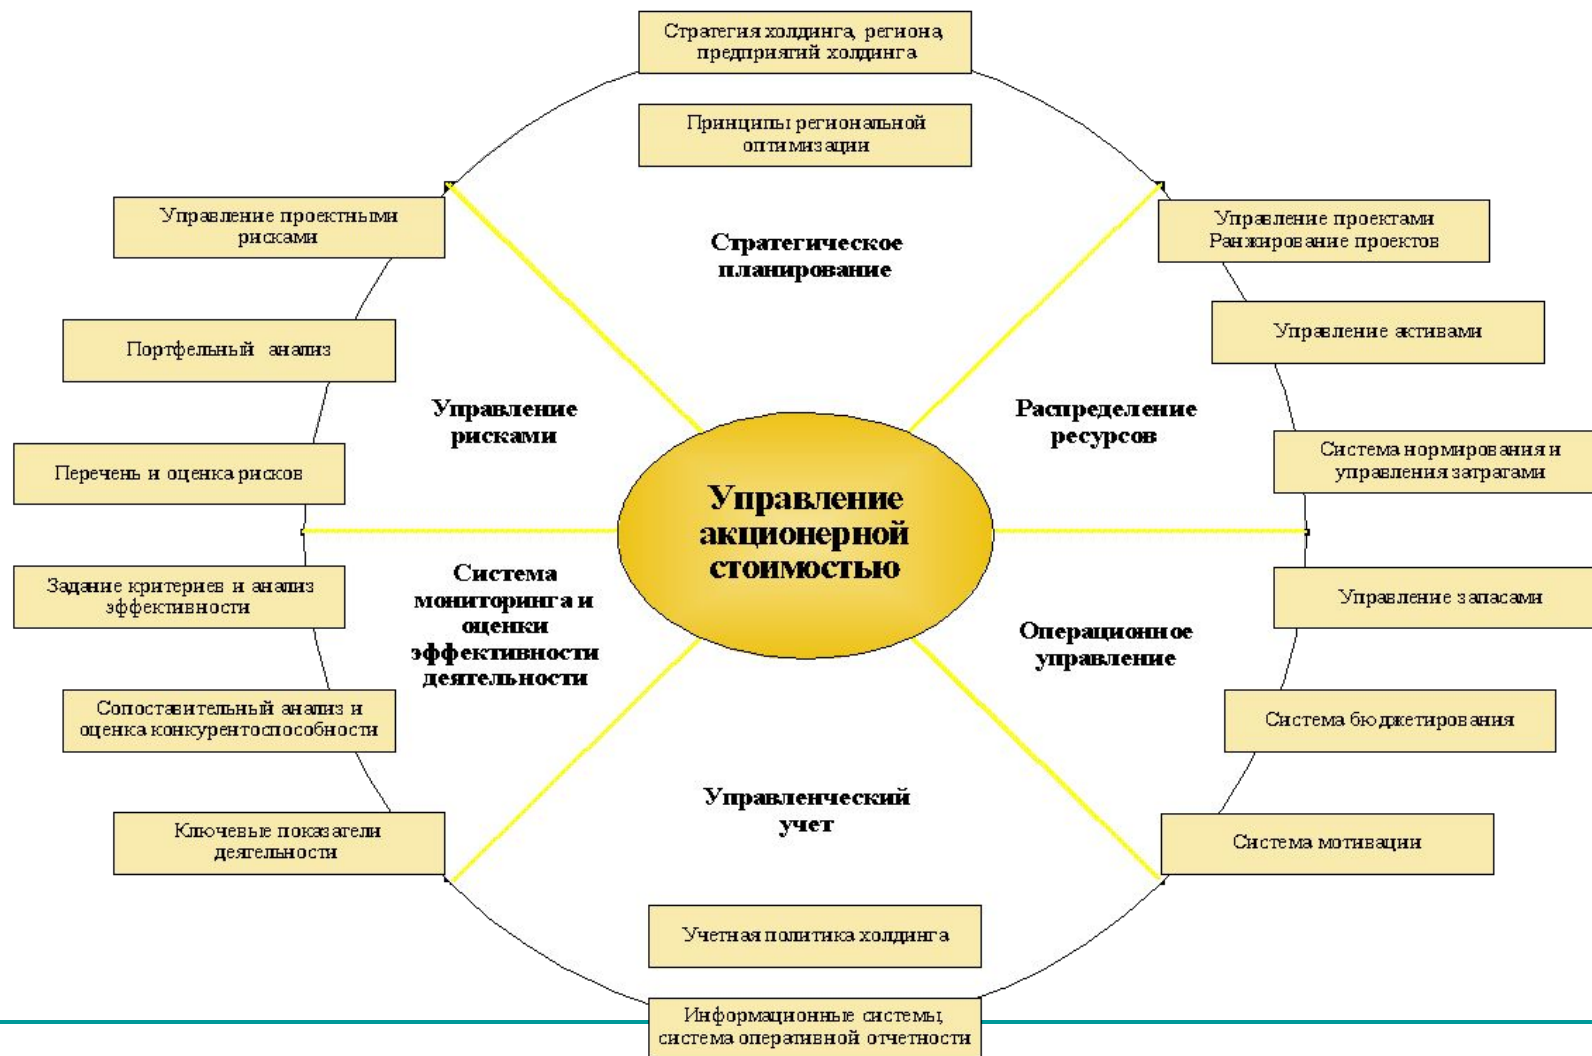 Стратегия холдинга, региона,
предприятий холдинга
Принципы региональной
оптимизации
Управление проектными
рисками
Управление проектами
Ранжирование проектов
Стратегическое
планирование
Портфельный анализ
Управление активами
Управление
рисками
Распределение
ресурсов
Перечень и оценка рисков
Система нормирования и
управления затратами
Управление
акционерной
стоимостью
Задание критериев и анализ
эффективности
Система
мониторинга и
оценки
эффективности
деятельности
Управление запасами
Операционное
управление
Сопоставительный анализ и
оценка конкурентоспособности
Система бюджетирования
Управленческий
учет
Ключевые показатели
деятельности
Система мотивации
Учетная политика холдинга
Информационные системы,
система оперативной отчетности